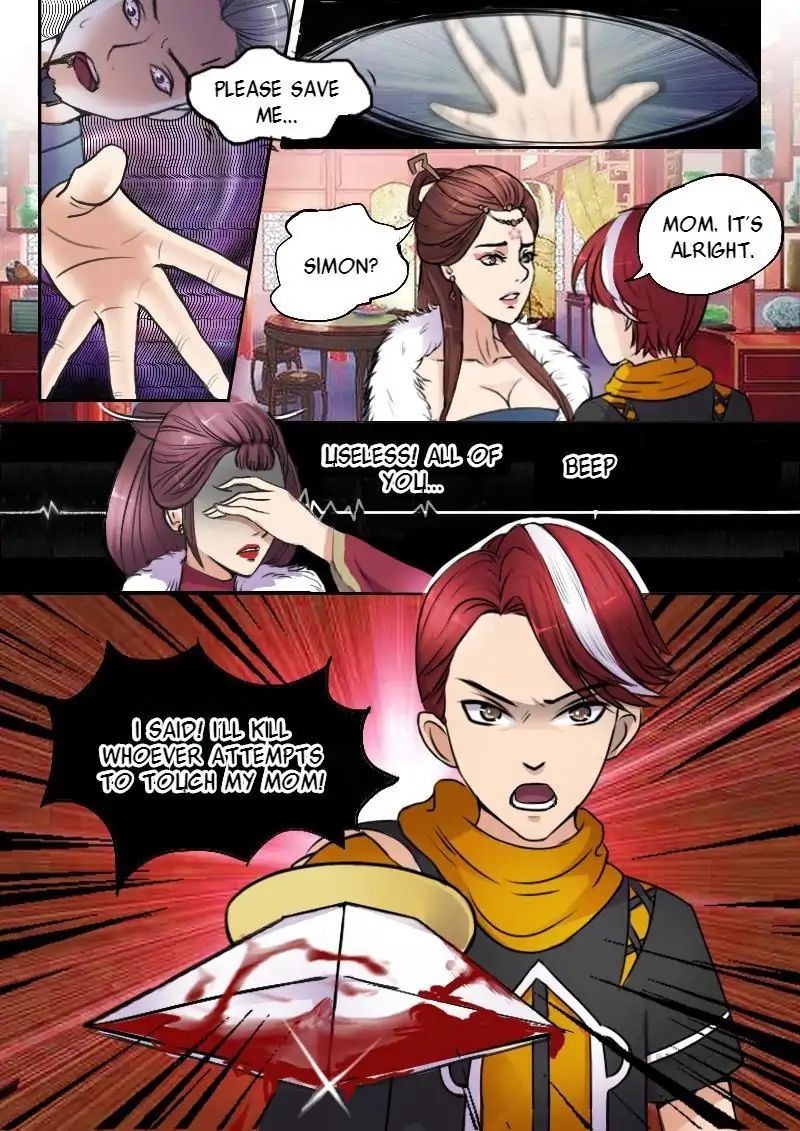 PLEASE SAVE
ME...
SIMON?
MOM, IT'S
ALRIGHT.
USELESS! ALL OF
YOU...
BEEP
I SAID! I'LL KILL
WHOEVER ATTEMPTS
TO TOUCH MY MOM!